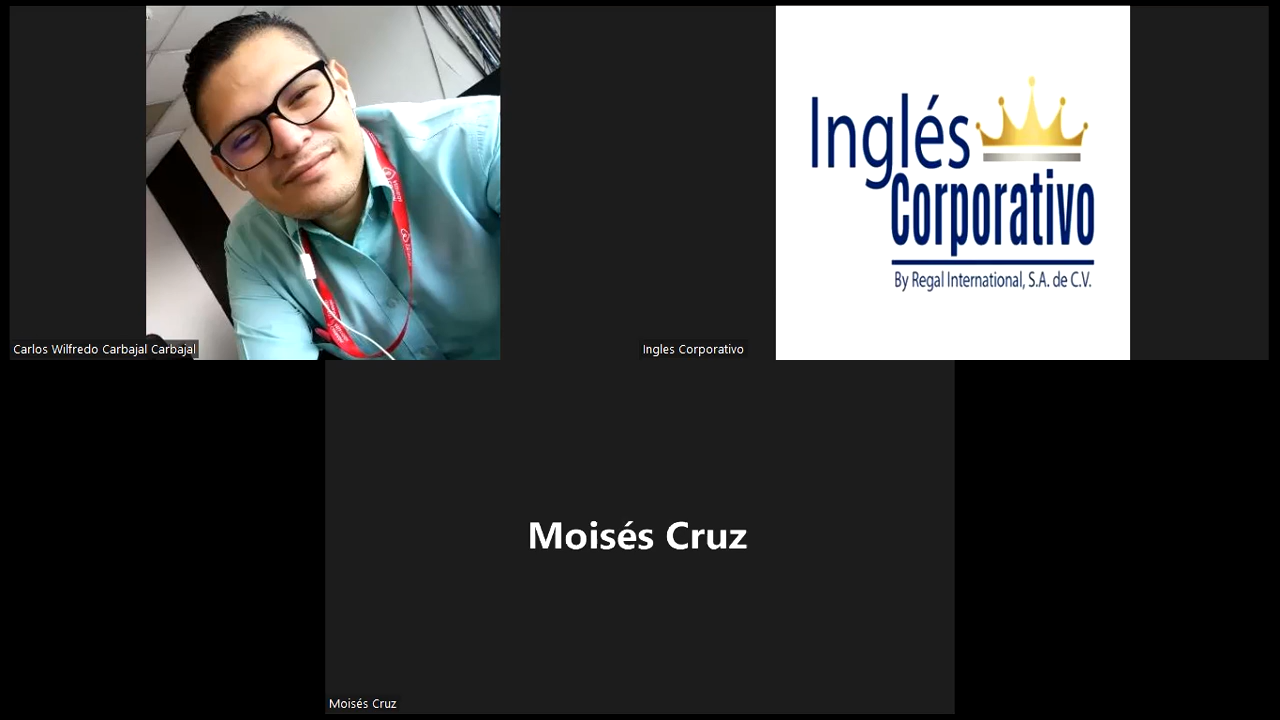 Carlos Wilfredo Carbajal Carbajal
Inglés
Corporativo
By Regal International, S.A. de C.V.
Ingles Corporativo
Moisés Cruz
Moisés Cruz